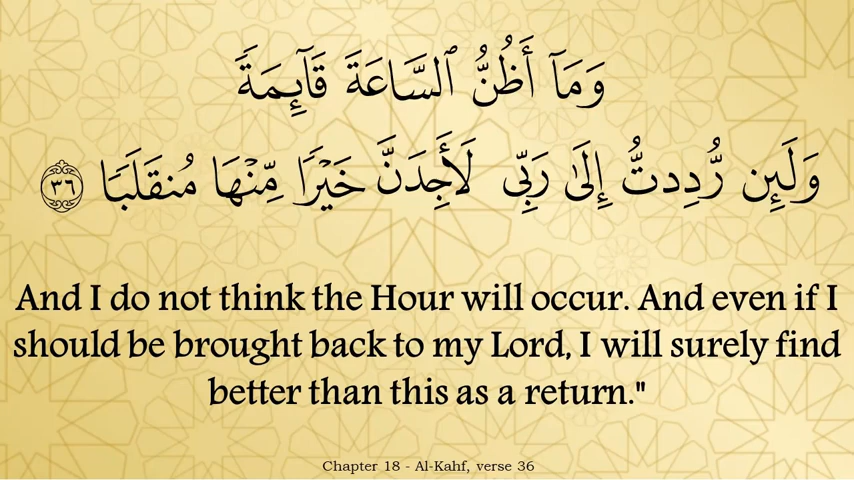 وَمَآ أَظُنُّ ٱلسَّاعَةَ قَآئِمَةً
وَلَئِن رُّدِدتُّ إِلَىٰ رَبِّى لَأَجِدَنَّ خَيْرًا مِّنْهَا مُنقَلَبًا ٣٦
And I do not think the Hour will occur. And even if I
should be brought back to my Lord, I will surely find
better than this as a return."
Chapter 18 - Al-Kahf, verse 36